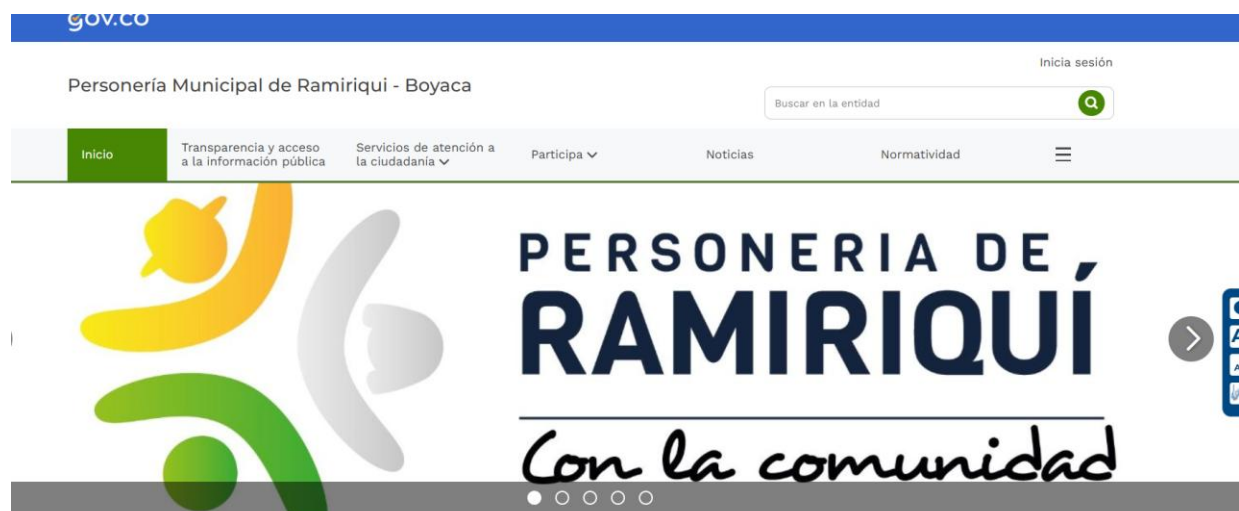 gov.co
Inicia sesión
Personería Municipal de Ramiriqui - Boyaca
Buscar en la entidad
Inicio
Transparencia y acceso
a la información pública
Servicios de atención a
la ciudadanía
Participa
Noticias
Normatividad
PERSONERIA DE
RAMIRIQUÍ
Con la comunidad